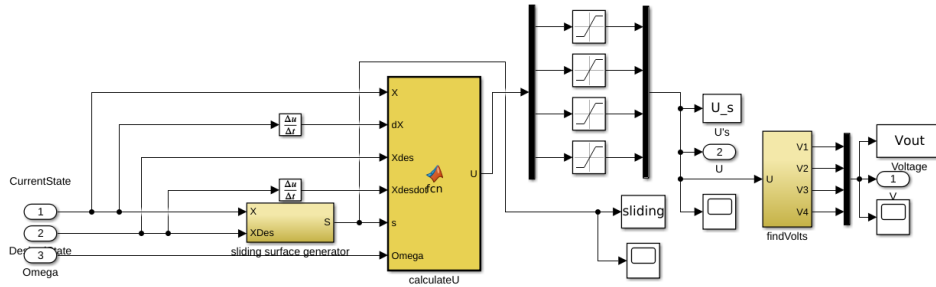 CurrentState
1
2
DesiredState
3
Omega
Δu
Δt
Δu
Δt
X
XDes
S
sliding surface generator
X
dX
Xdes
Xdesdot
s
Omega
fcn
U
calculateU
sliding
U_s
U's
2
U
U
V1
V2
V3
V4
findVolts
Vout
Voltage
1
V